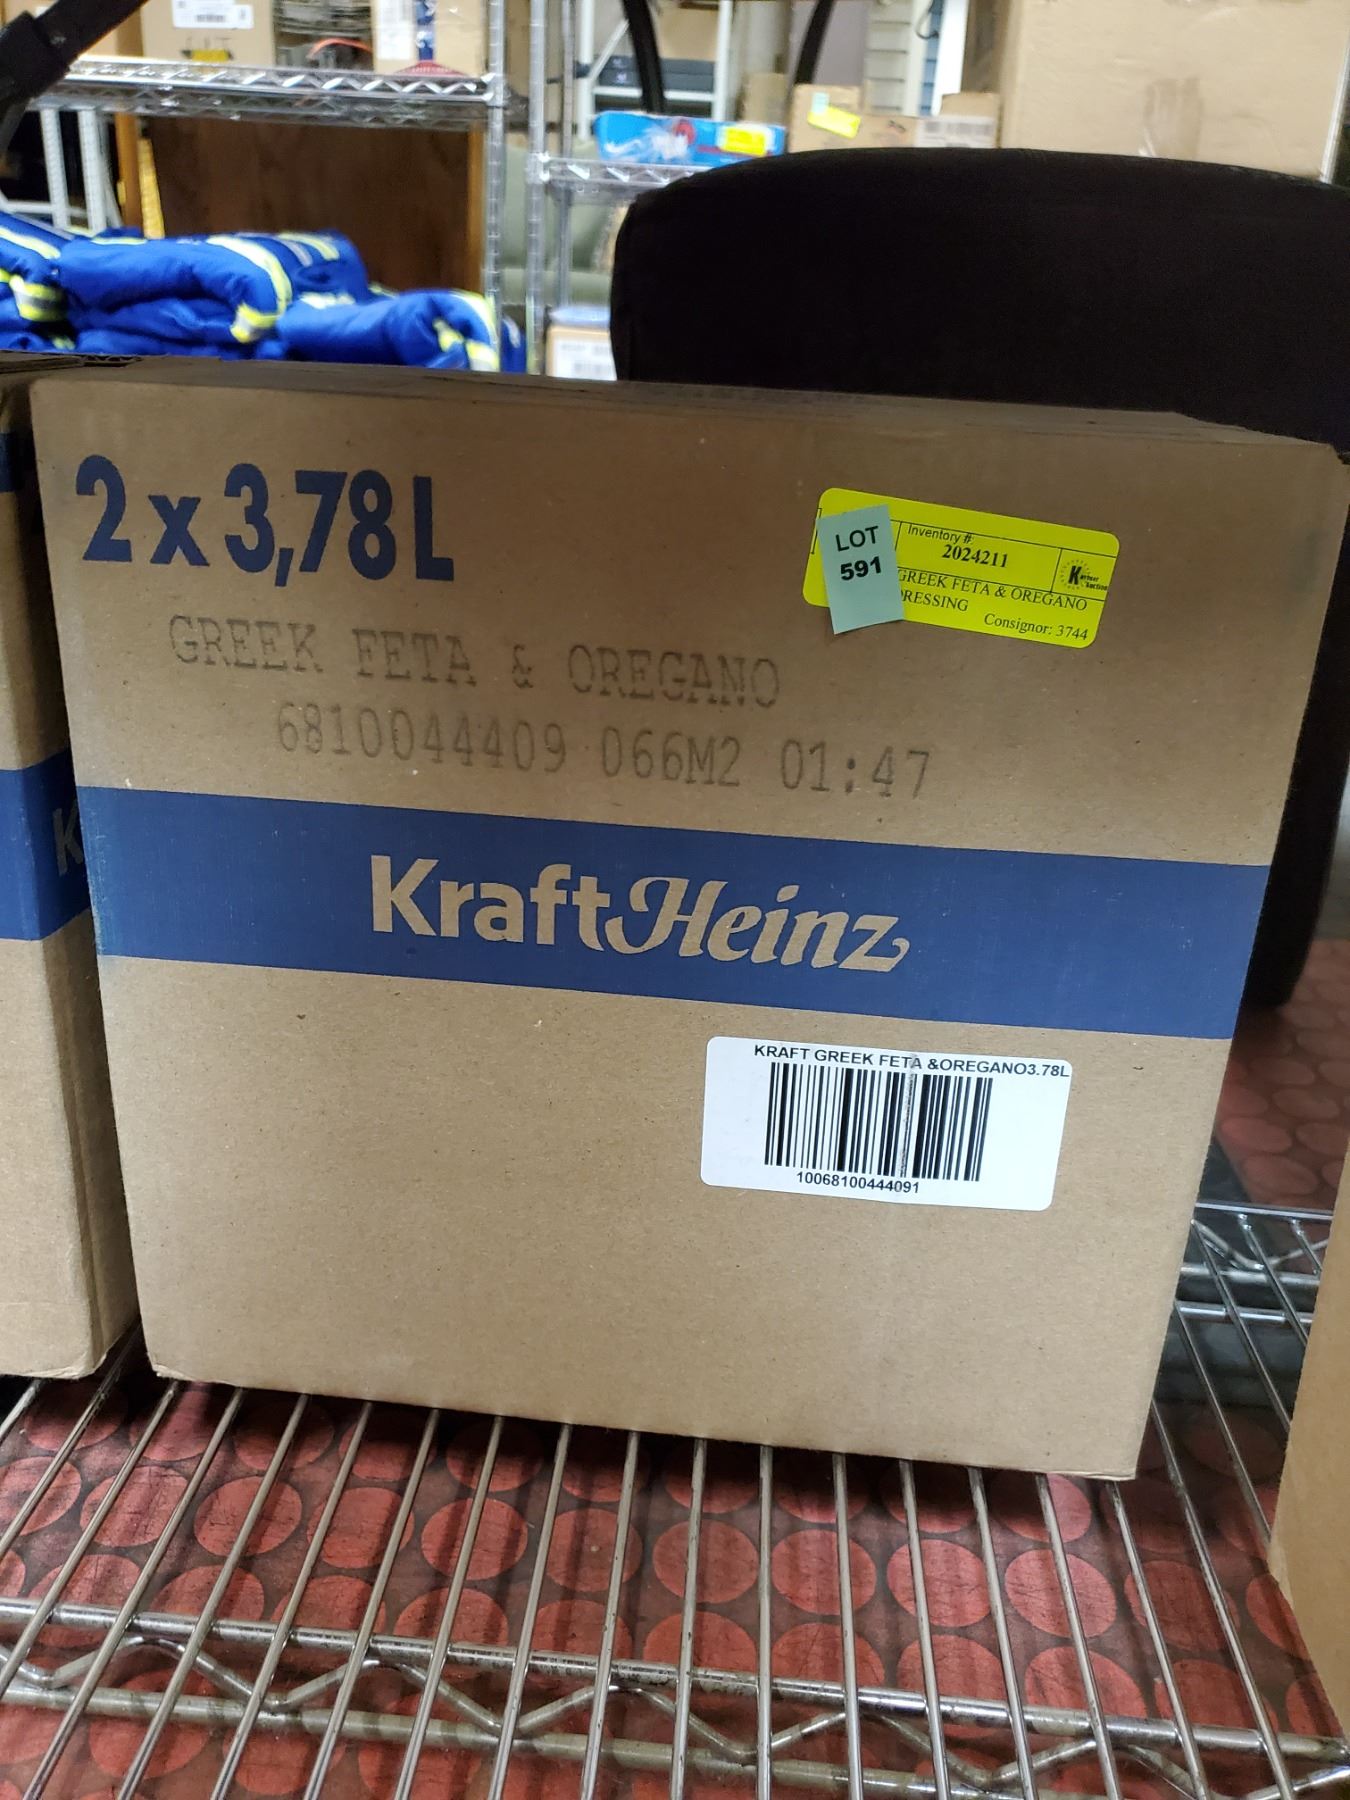 2 x 3,78 L
LOT
591
Inventory #:
2024211
GREEK FETA & OREGANO
DRESSING
Consignor: 3744
GREEK FETA & OREGANO
6810044409 066M2 01:47
KraftHeinz
KRAFT GREEK FETA &OREGANO3.78L
10068100444091
K